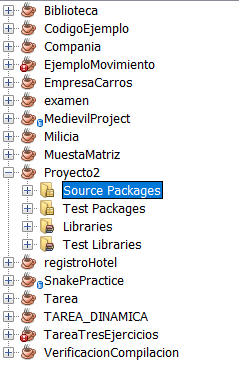 Biblioteca
CodigoEjemplo
Compania
EjemploMovimiento
EmpresaCarros
examen
MedievilProject
Milicia
MuestaMatriz
Proyecto2
Source Packages
Test Packages
Libraries
Test Libraries
registroHotel
SnakePractice
Tarea
TAREA_DINAMICA
TareaTresEjercicios
VerificacionCompilacion